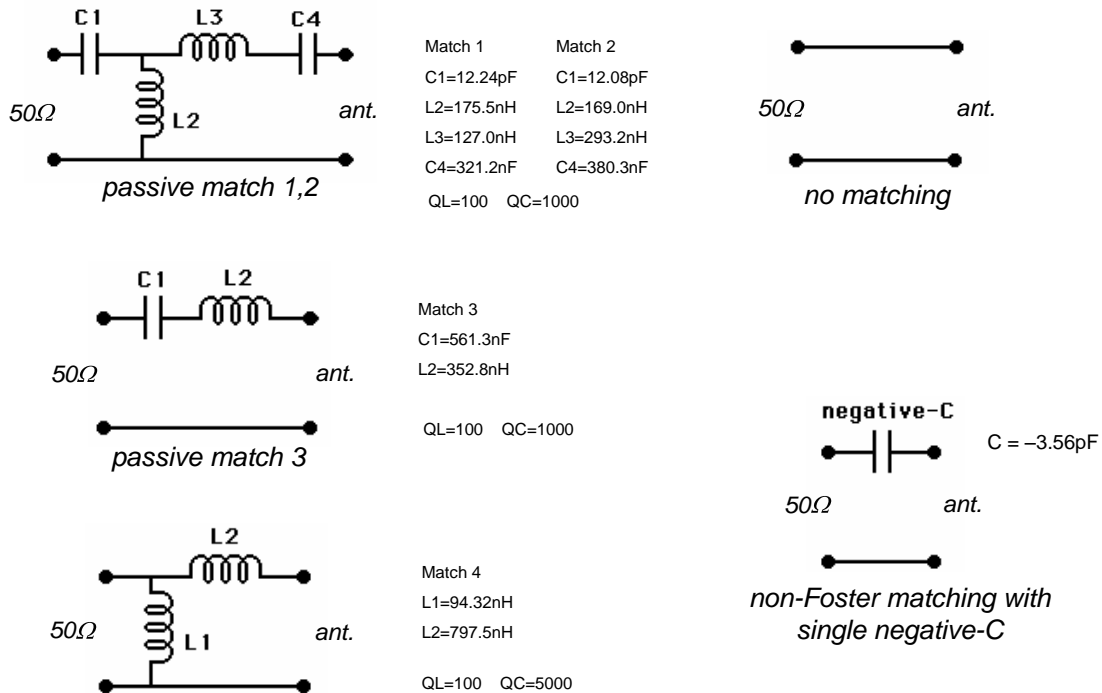 C1 L3 C4
L2
50Ω ant.
passive match 1,2
Match 1 Match 2
C1=12.24pF C1=12.08pF
L2=175.5nH L2=169.0nH
L3=127.0nH L3=293.2nH
C4=321.2nF C4=380.3nF
QL=100 QC=1000
50Ω ant.
no matching
C1 L2
50Ω ant.
passive match 3
Match 3
C1=561.3nF
L2=352.8nH
QL=100 QC=1000
negative-C
C = –3.56pF
50Ω ant.
non-Foster matching with
single negative-C
L2
50Ω L1 ant.
Match 4
L1=94.32nH
L2=797.5nH
QL=100 QC=5000